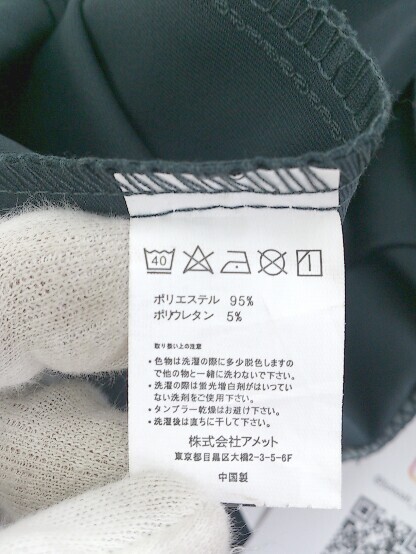 40
ポリエステル 95%
ポリウレタン 5%
取り扱い上の注意
・色物は洗濯の際に多少脱色しますの
で他の物と一緒に洗わないで下さい。
・洗濯の際は蛍光増白剤がはいってい
ない洗剤をご使用下さい。
・タンブラー乾燥はお避け下さい。
・洗濯後は直ちに干して下さい。
株式会社アメット
東京都目黒区大橋2-3-5-6F
中国製